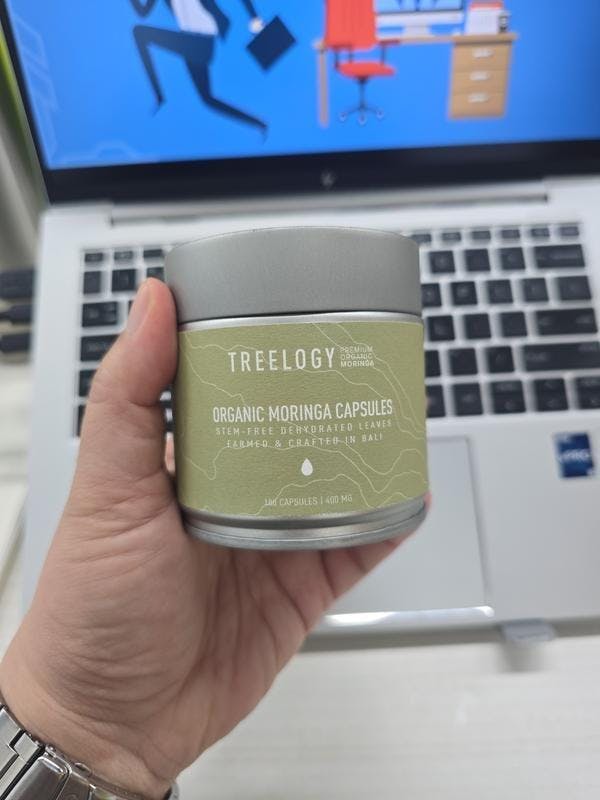 TREELOGY
PREMIUM
ORGANIC
MORINGA
ORGANIC MORINGA CAPSULES
STEM-FREE DEHYDRATED LEAVES
FARMED & CRAFTED IN BALI
100 CAPSULES | 400 MG